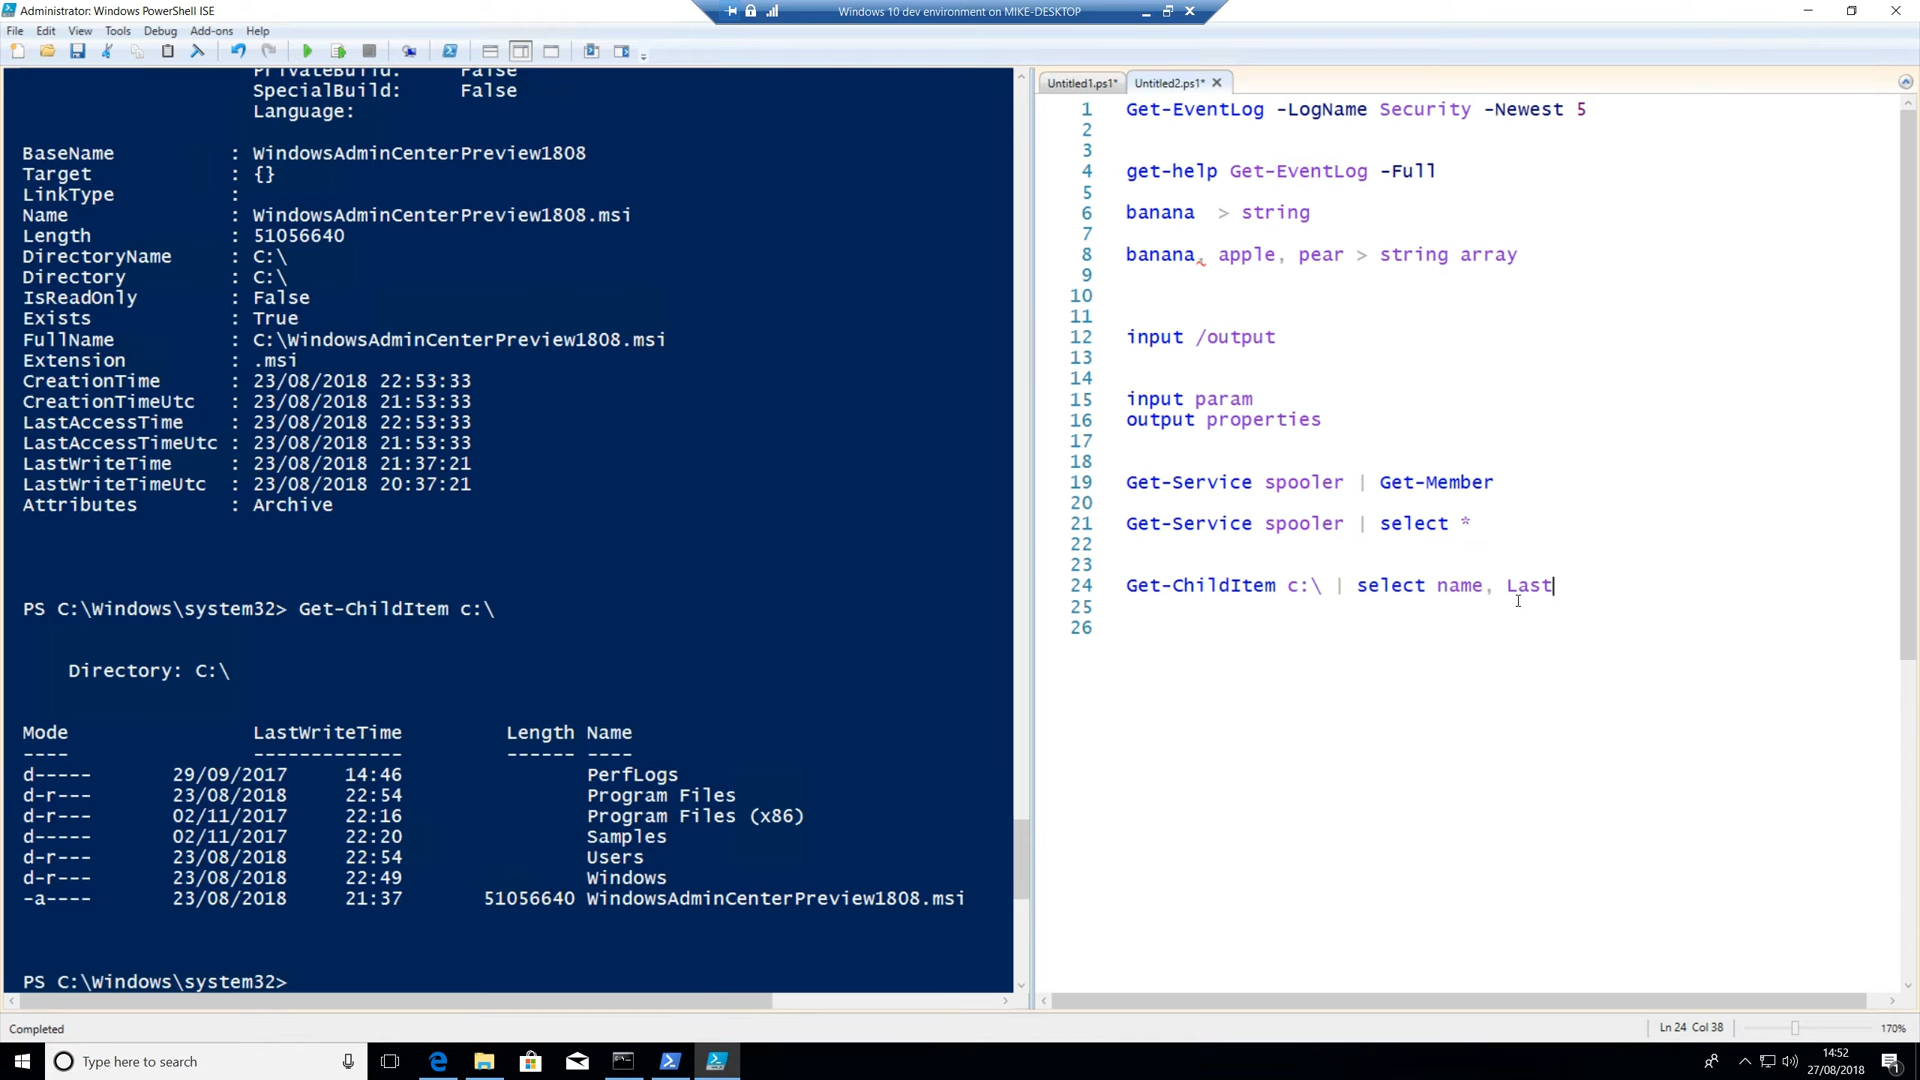 Administrator: Windows PowerShell ISE
Windows 10 dev environment on MIKE-DESKTOP
File Edit View Tools Debug Add-ons Help
PrivateBuild: False
SpecialBuild: False
Language:
BaseName : WindowsAdminCenterPreview1808
Target : {}
LinkType :
Name : WindowsAdminCenterPreview1808.msi
Length : 51056640
DirectoryName : C:\
Directory : C:\
IsReadOnly : False
Exists : True
FullName : C:\WindowsAdminCenterPreview1808.msi
Extension : .msi
CreationTime : 23/08/2018 22:53:33
CreationTimeUtc : 23/08/2018 21:53:33
LastAccessTime : 23/08/2018 22:53:33
LastAccessTimeUtc : 23/08/2018 21:53:33
LastWriteTime : 23/08/2018 21:37:21
LastWriteTimeUtc : 23/08/2018 20:37:21
Attributes : Archive
PS C:\Windows\system32> Get-ChildItem c:\
Directory: C:\
Mode LastWriteTime Length Name
---- ------------- ------ ----
d----- 29/09/2017 14:46 PerfLogs
d-r--- 23/08/2018 22:54 Program Files
d-r--- 02/11/2017 22:16 Program Files (x86)
d----- 02/11/2017 22:20 Samples
d-r--- 23/08/2018 22:54 Users
d-r--- 23/08/2018 22:49 Windows
-a---- 23/08/2018 21:37 51056640 WindowsAdminCenterPreview1808.msi
PS C:\Windows\system32>
Untitled1.ps1* Untitled2.ps1*
1 Get-EventLog -LogName Security -Newest 5
2
3
4 get-help Get-EventLog -Full
5
6 banana > string
7
8 banana, apple, pear > string array
9
10
11
12 input /output
13
14
15 input param
16 output properties
17
18
19 Get-Service spooler | Get-Member
20
21 Get-Service spooler | select *
22
23
24 Get-ChildItem c:\ | select name, Last
25
26
Completed
Ln 24 Col 38
170%
Type here to search
14:52
27/08/2018
1